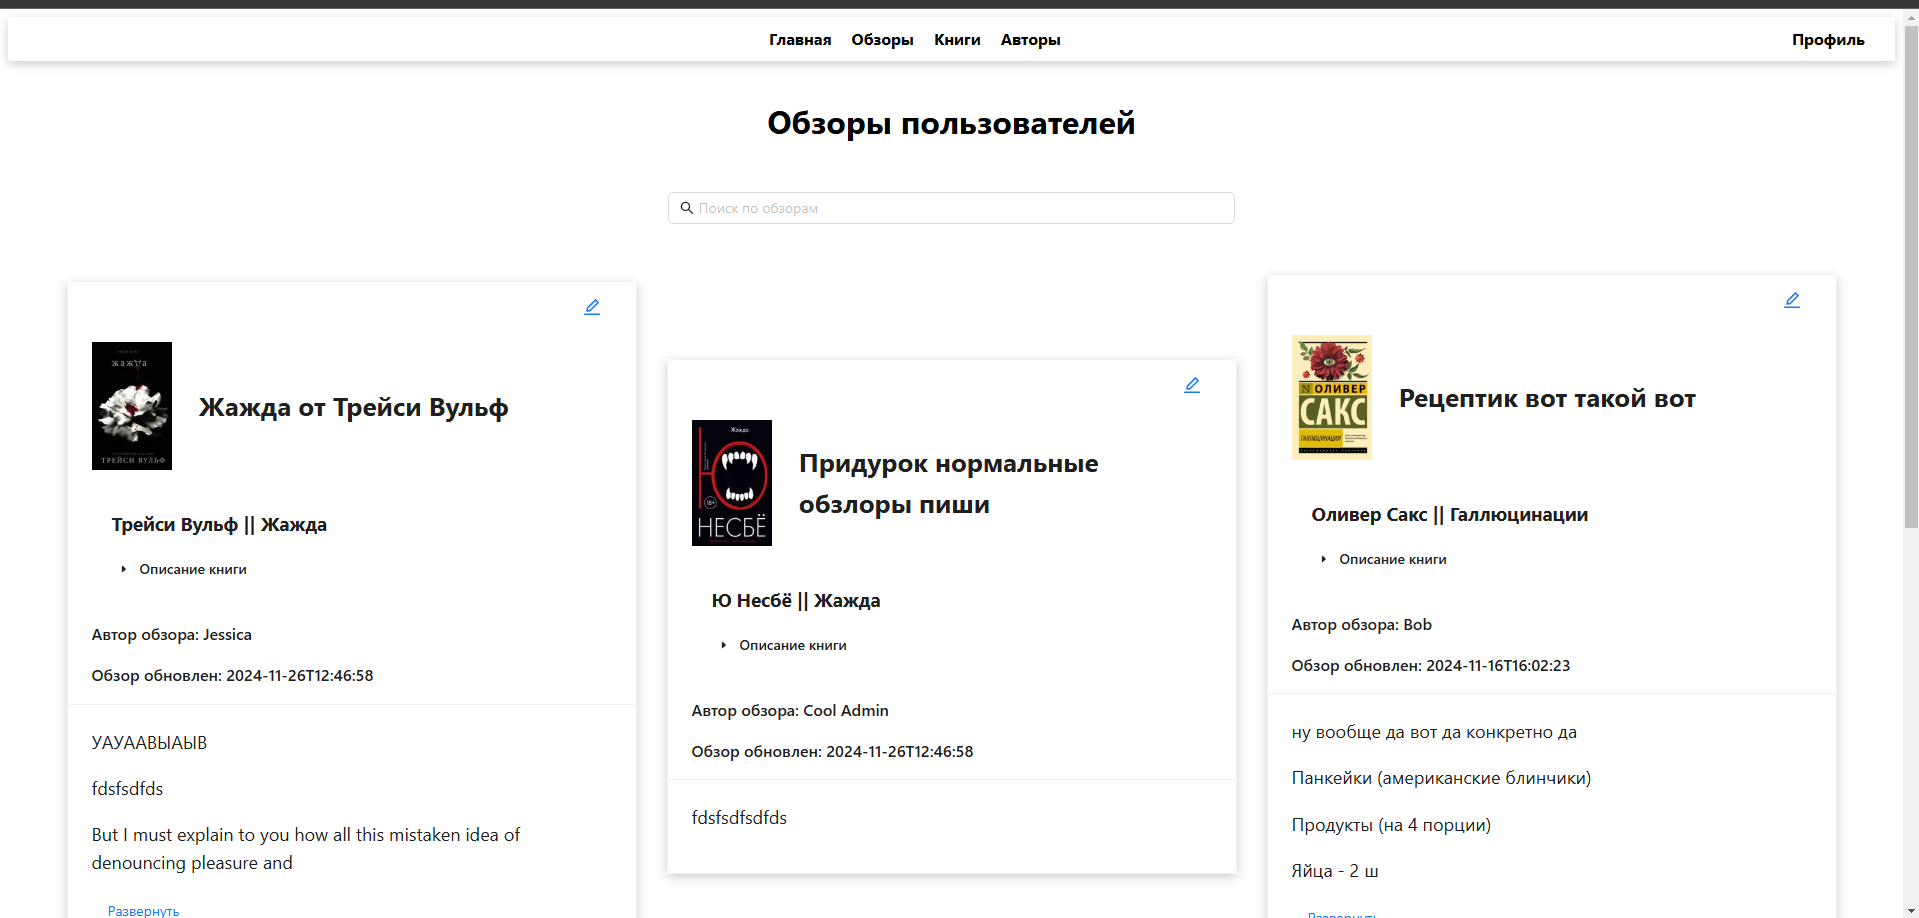 Главная Обзоры Книги Авторы Профиль
Обзоры пользователей
Поиск по обзорам
жажда
ТРЕЙСИ ВУЛЬФ
Жажда от Трейси Вульф
Трейси Вульф || Жажда
Описание книги
Автор обзора: Jessica
Обзор обновлен: 2024-11-26T12:46:58
УАУААВЫАЫВ
fdsfsdfds
But I must explain to you how all this mistaken idea of
denouncing pleasure and
Развернуть
Жажда
Ю
18+
НЕСБЁ
Придурок нормальные
обзлоры пиши
Ю Несбё || Жажда
Описание книги
Автор обзора: Cool Admin
Обзор обновлен: 2024-11-26T12:46:58
fdsfsdfsdfds
ОЛИВЕР
САКС
ГАЛЛЮЦИНАЦИИ
Рецептик вот такой вот
Оливер Сакс || Галлюцинации
Описание книги
Автор обзора: Bob
Обзор обновлен: 2024-11-16T16:02:23
ну вообще да вот да конкретно да
Панкейки (американские блинчики)
Продукты (на 4 порции)
Яйца - 2 ш
Развернуть